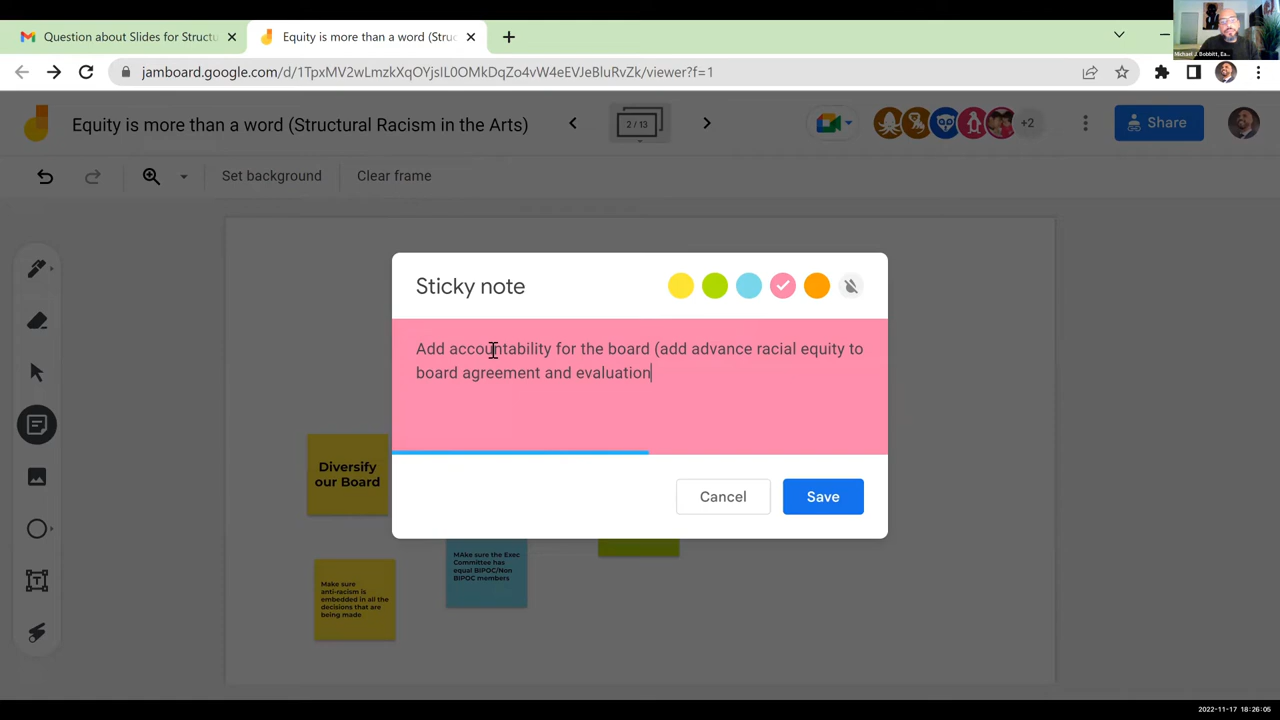 Question about Slides for Structu
Equity is more than a word (Struc
jamboard.google.com/d/
/viewer?f=1
Michael J. Bobbitt, Ea...
Equity is more than a word (Structural Racism in the Arts)
2 / 13
+2
Share
Set background
Clear frame
Sticky note
Add accountability for the board (add advance racial equity to
board agreement and evaluation
Cancel
Save
Diversify
our Board
MAke sure the Exec
Committee has
equal BIPOC/Non
BIPOC members
Make sure
anti-racism is
embedded in all the
decisions that are
being made
2022-11-17 18:26:05